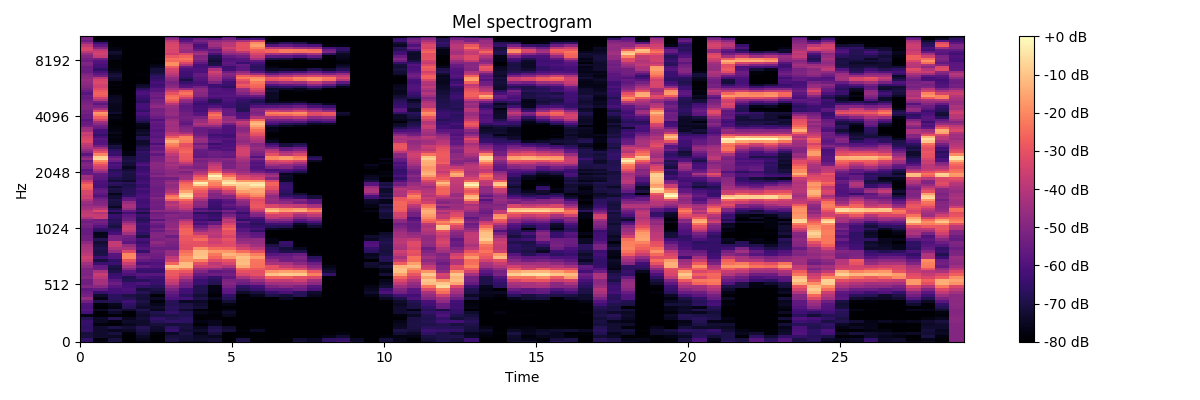 Mel spectrogram
8192
4096
2048
1024
512
0
Hz
0 5 10 15 20 25
Time
+0 dB
-10 dB
-20 dB
-30 dB
-40 dB
-50 dB
-60 dB
-70 dB
-80 dB